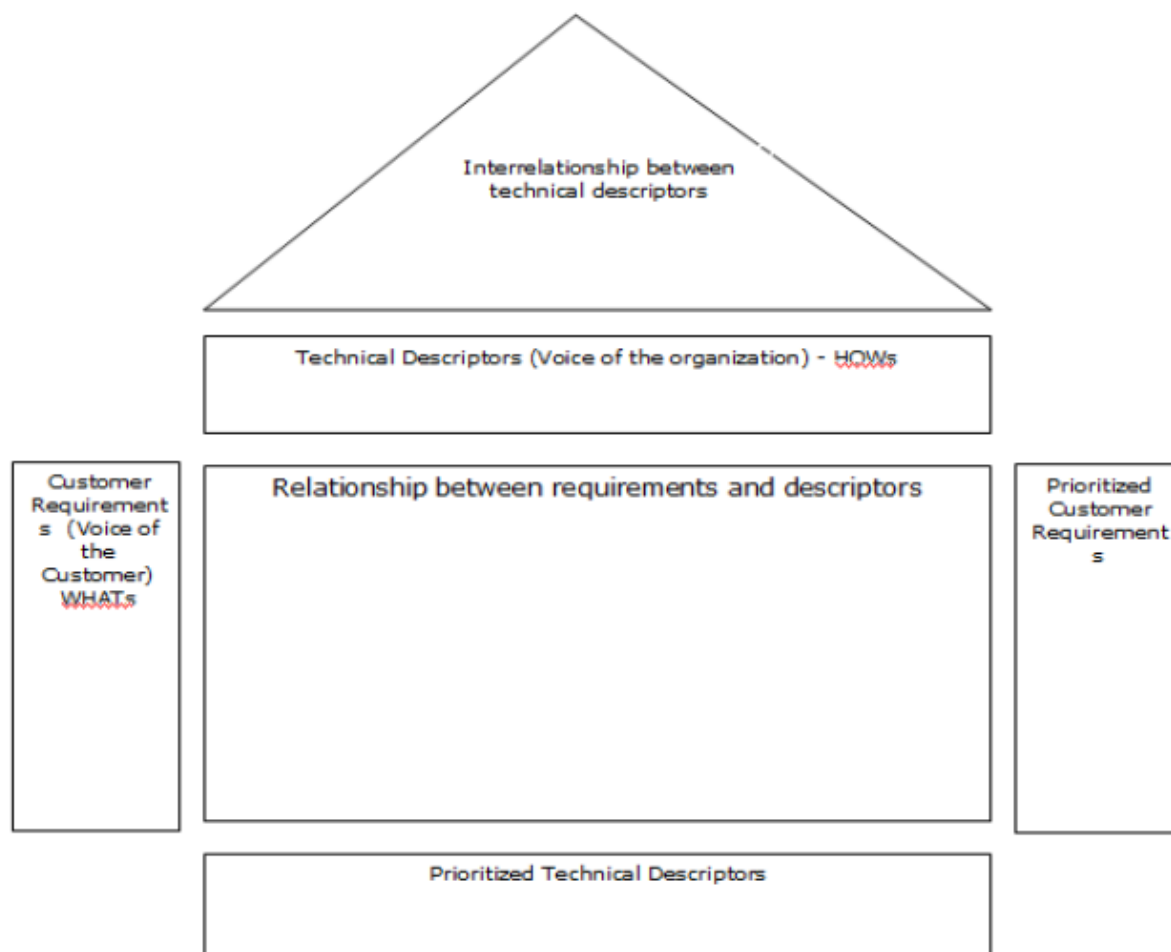 Interrelationship between
technical descriptors
Technical Descriptors (Voice of the organization) - HOWs
Customer
Requirement
s (Voice of
the
Customer)
WHATs
Relationship between requirements and descriptors
Prioritized
Customer
Requirement
s
Prioritized Technical Descriptors